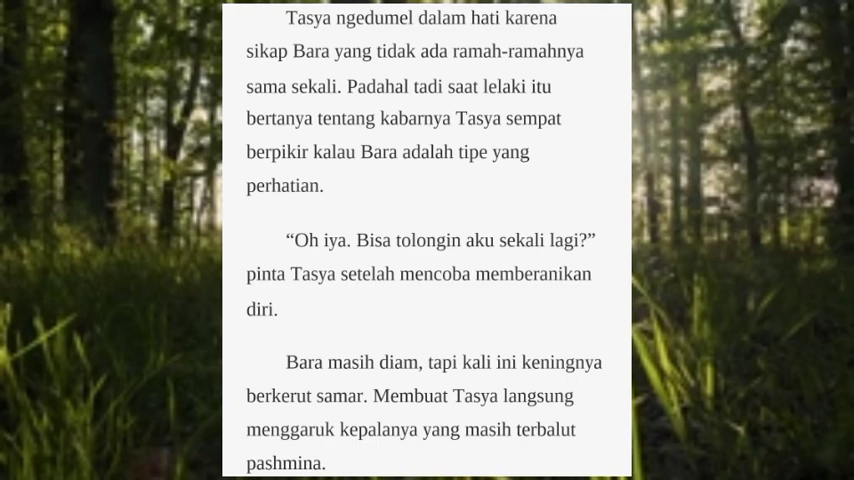 Tasya ngedumel dalam hati karena
sikap Bara yang tidak ada ramah-ramahnya
sama sekali. Padahal tadi saat lelaki itu
bertanya tentang kabarnya Tasya sempat
berpikir kalau Bara adalah tipe yang
perhatian.
“Oh iya. Bisa tolongin aku sekali lagi?”
pinta Tasya setelah mencoba memberanikan
diri.
Bara masih diam, tapi kali ini keningnya
berkerut samar. Membuat Tasya langsung
menggaruk kepalanya yang masih terbalut
pashmina.